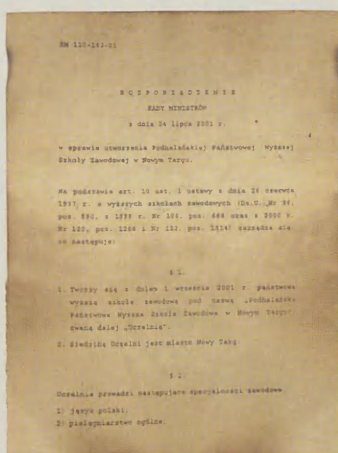 RM 110-163-01
ROZPORZĄDZENIE
RADY MINISTRÓW
z dnia 24 lipca 2001 r.
w sprawie utworzenia Podhalańskiej Państwowej Wyższej
Szkoły Zawodowej w Nowym Targu.
Na podstawie art. 10 ust. 1 ustawy z dnia 26 czerwca
1997 r. o wyższych szkołach zawodowych (Dz.U. Nr 96,
poz. 590, z 1998 r. Nr 106, poz. 668 oraz z 2000 r.
Nr 120, poz. 1268 i Nr 122, poz. 1314) zarządza się,
co następuje:
§ 1.
1. Tworzy się z dniem 1 września 2001 r. państwową
wyższą szkołę zawodową pod nazwą „Podhalańska
Państwowa Wyższa Szkoła Zawodowa w Nowym Targu"
zwaną dalej „Uczelnią".
2. Siedzibą Uczelni jest miasto Nowy Targ.
§ 2.
Uczelnia prowadzi następujące specjalności zawodowe
1) język polski,
2) pielęgniarstwo ogólne.